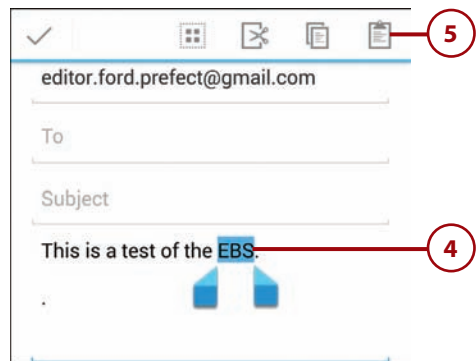 5
editor.ford.prefect@gmail.com
To
Subject
This is a test of the EBS.
4
.